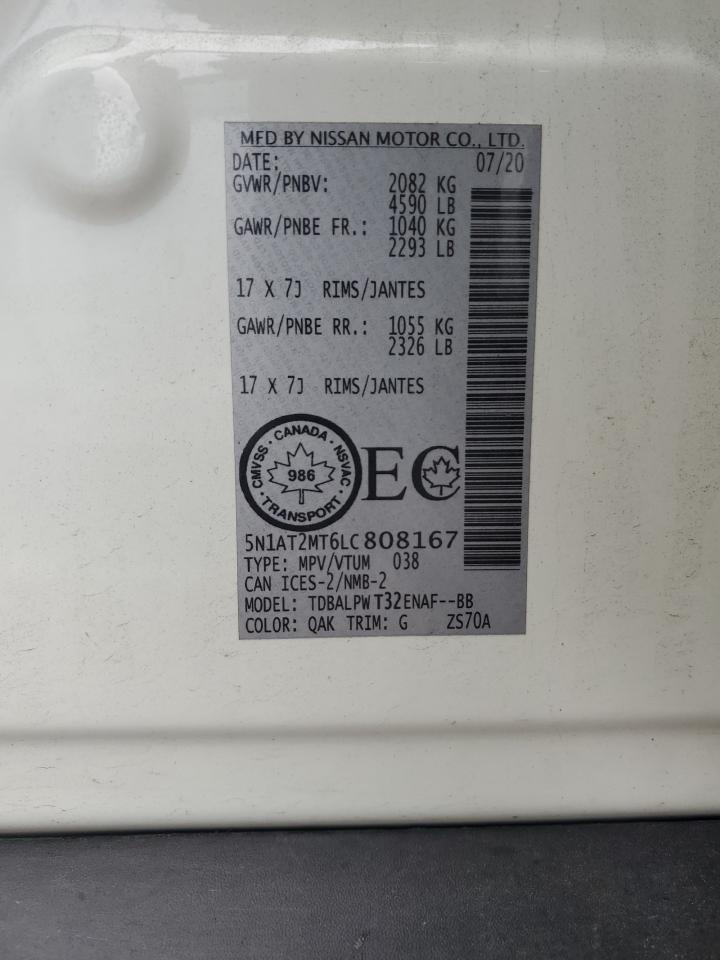 MFD BY NISSAN MOTOR CO., LTD.
DATE: 07/20
GVWR/PNBV: 2082 KG
4590 LB
GAWR/PNBE FR.: 1040 KG
2293 LB
17 X 7J RIMS/JANTES
GAWR/PNBE RR.: 1055 KG
2326 LB
17 X 7J RIMS/JANTES
CMVSS · CANADA · NSVAC
986
· TRANSPORT ·
EC
5N1AT2MT6LC808167
TYPE: MPV/VTUM 038
CAN ICES-2/NMB-2
MODEL: TDBALPWT32ENAF--BB
COLOR: QAK TRIM: G ZS70A